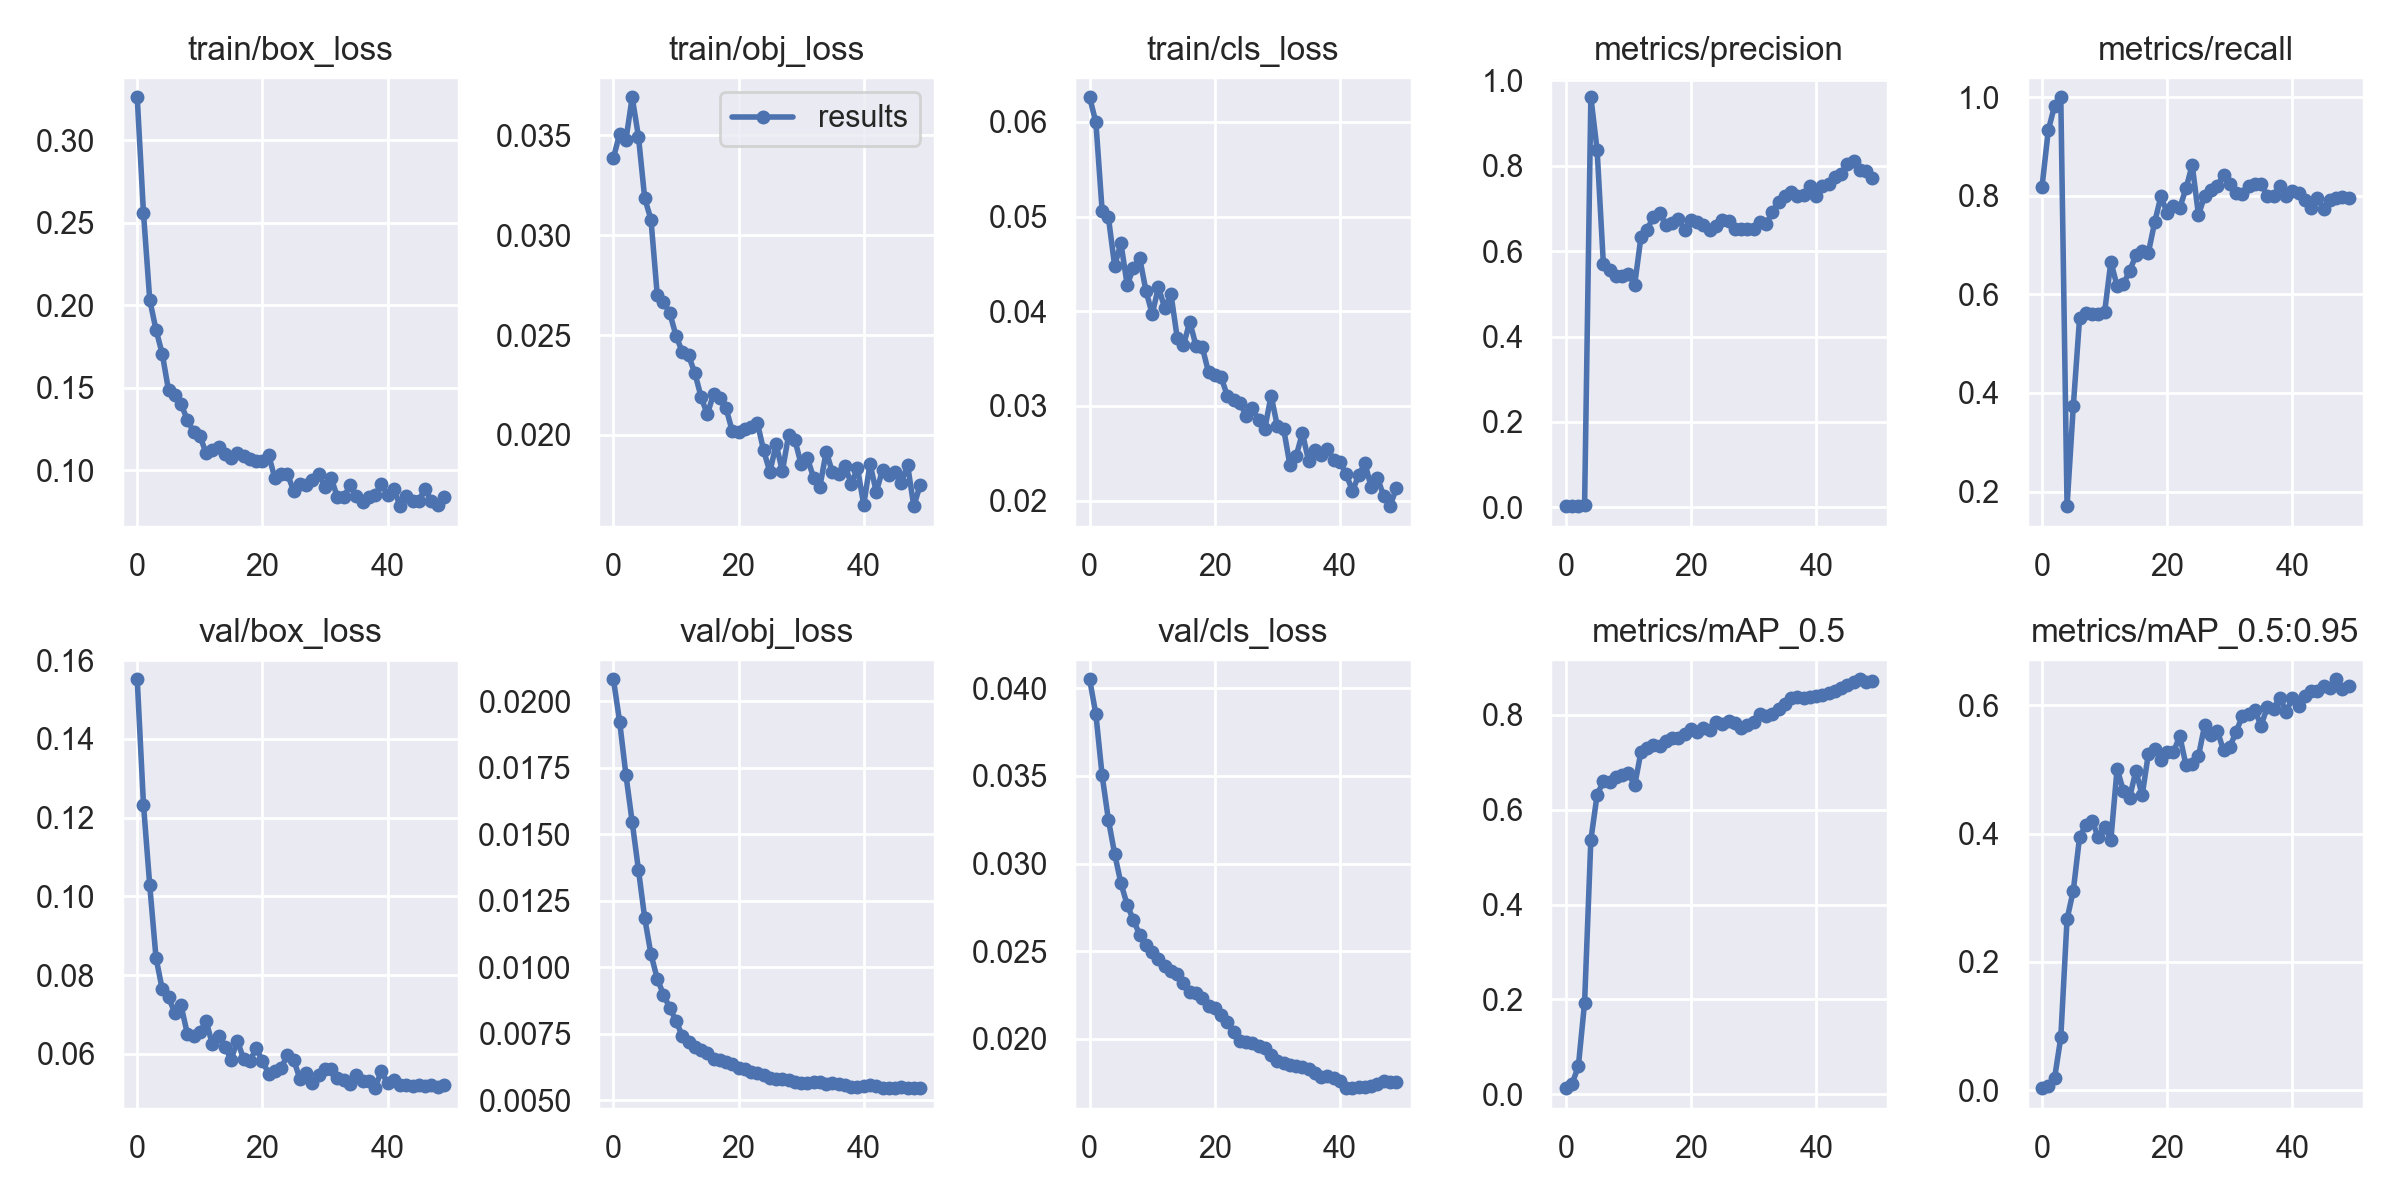 train/box_loss
0.30
0.25
0.20
0.15
0.10
0 20 40
train/obj_loss
results
0.035
0.030
0.025
0.020
0 20 40
train/cls_loss
0.06
0.05
0.04
0.03
0.02
0 20 40
metrics/precision
1.0
0.8
0.6
0.4
0.2
0.0
0 20 40
metrics/recall
1.0
0.8
0.6
0.4
0.2
0 20 40
val/box_loss
0.16
0.14
0.12
0.10
0.08
0.06
0 20 40
val/obj_loss
0.0200
0.0175
0.0150
0.0125
0.0100
0.0075
0.0050
0 20 40
val/cls_loss
0.040
0.035
0.030
0.025
0.020
0 20 40
metrics/mAP_0.5
0.8
0.6
0.4
0.2
0.0
0 20 40
metrics/mAP_0.5:0.95
0.6
0.4
0.2
0.0
0 20 40